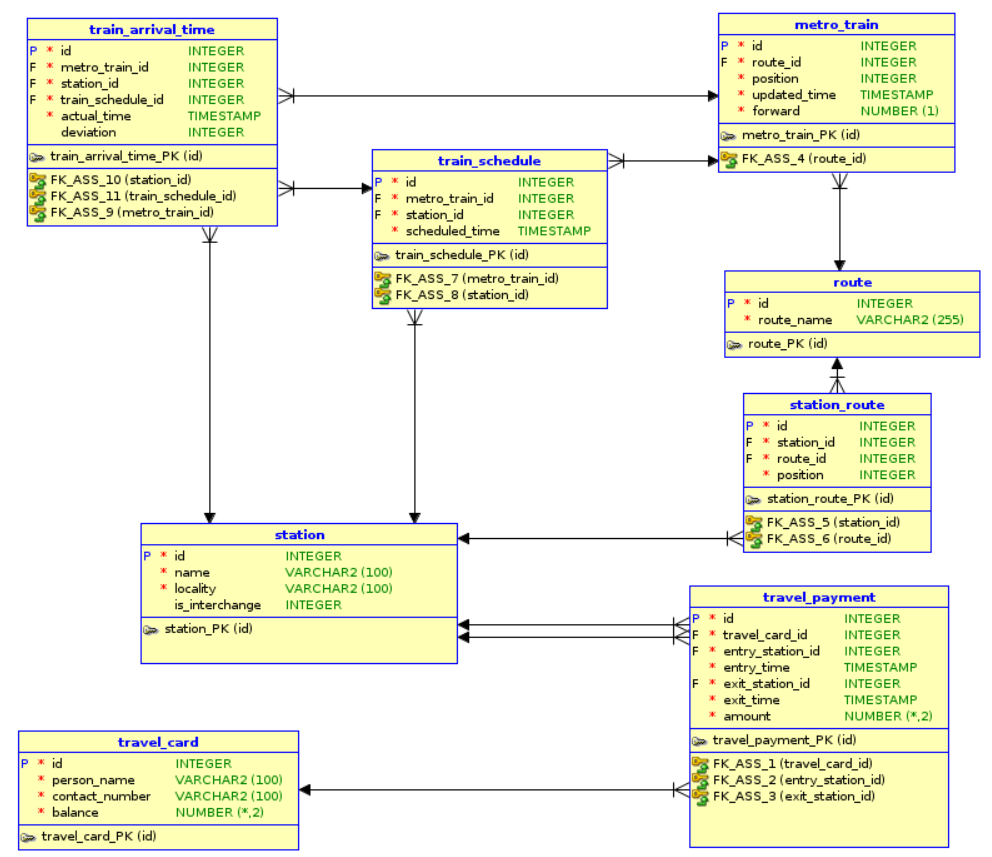 train_arrival_time
P * id INTEGER
F * metro_train_id INTEGER
F * station_id INTEGER
F * train_schedule_id INTEGER
* actual_time TIMESTAMP
deviation INTEGER
train_arrival_time_PK (id)
FK_ASS_10 (station_id)
FK_ASS_11 (train_schedule_id)
FK_ASS_9 (metro_train_id)
metro_train
P * id INTEGER
F * route_id INTEGER
* position INTEGER
* updated_time TIMESTAMP
* forward NUMBER (1)
metro_train_PK (id)
FK_ASS_4 (route_id)
train_schedule
P * id INTEGER
F * metro_train_id INTEGER
F * station_id INTEGER
* scheduled_time TIMESTAMP
train_schedule_PK (id)
FK_ASS_7 (metro_train_id)
FK_ASS_8 (station_id)
route
P * id INTEGER
* route_name VARCHAR2 (255)
route_PK (id)
station_route
P * id INTEGER
F * station_id INTEGER
F * route_id INTEGER
* position INTEGER
station_route_PK (id)
FK_ASS_5 (station_id)
FK_ASS_6 (route_id)
station
P * id INTEGER
* name VARCHAR2 (100)
* locality VARCHAR2 (100)
is_interchange INTEGER
station_PK (id)
travel_payment
P * id INTEGER
F * travel_card_id INTEGER
F * entry_station_id INTEGER
* entry_time TIMESTAMP
F * exit_station_id INTEGER
* exit_time TIMESTAMP
* amount NUMBER (*,2)
travel_payment_PK (id)
FK_ASS_1 (travel_card_id)
FK_ASS_2 (entry_station_id)
FK_ASS_3 (exit_station_id)
travel_card
P * id INTEGER
* person_name VARCHAR2 (100)
* contact_number VARCHAR2 (100)
* balance NUMBER (*,2)
travel_card_PK (id)